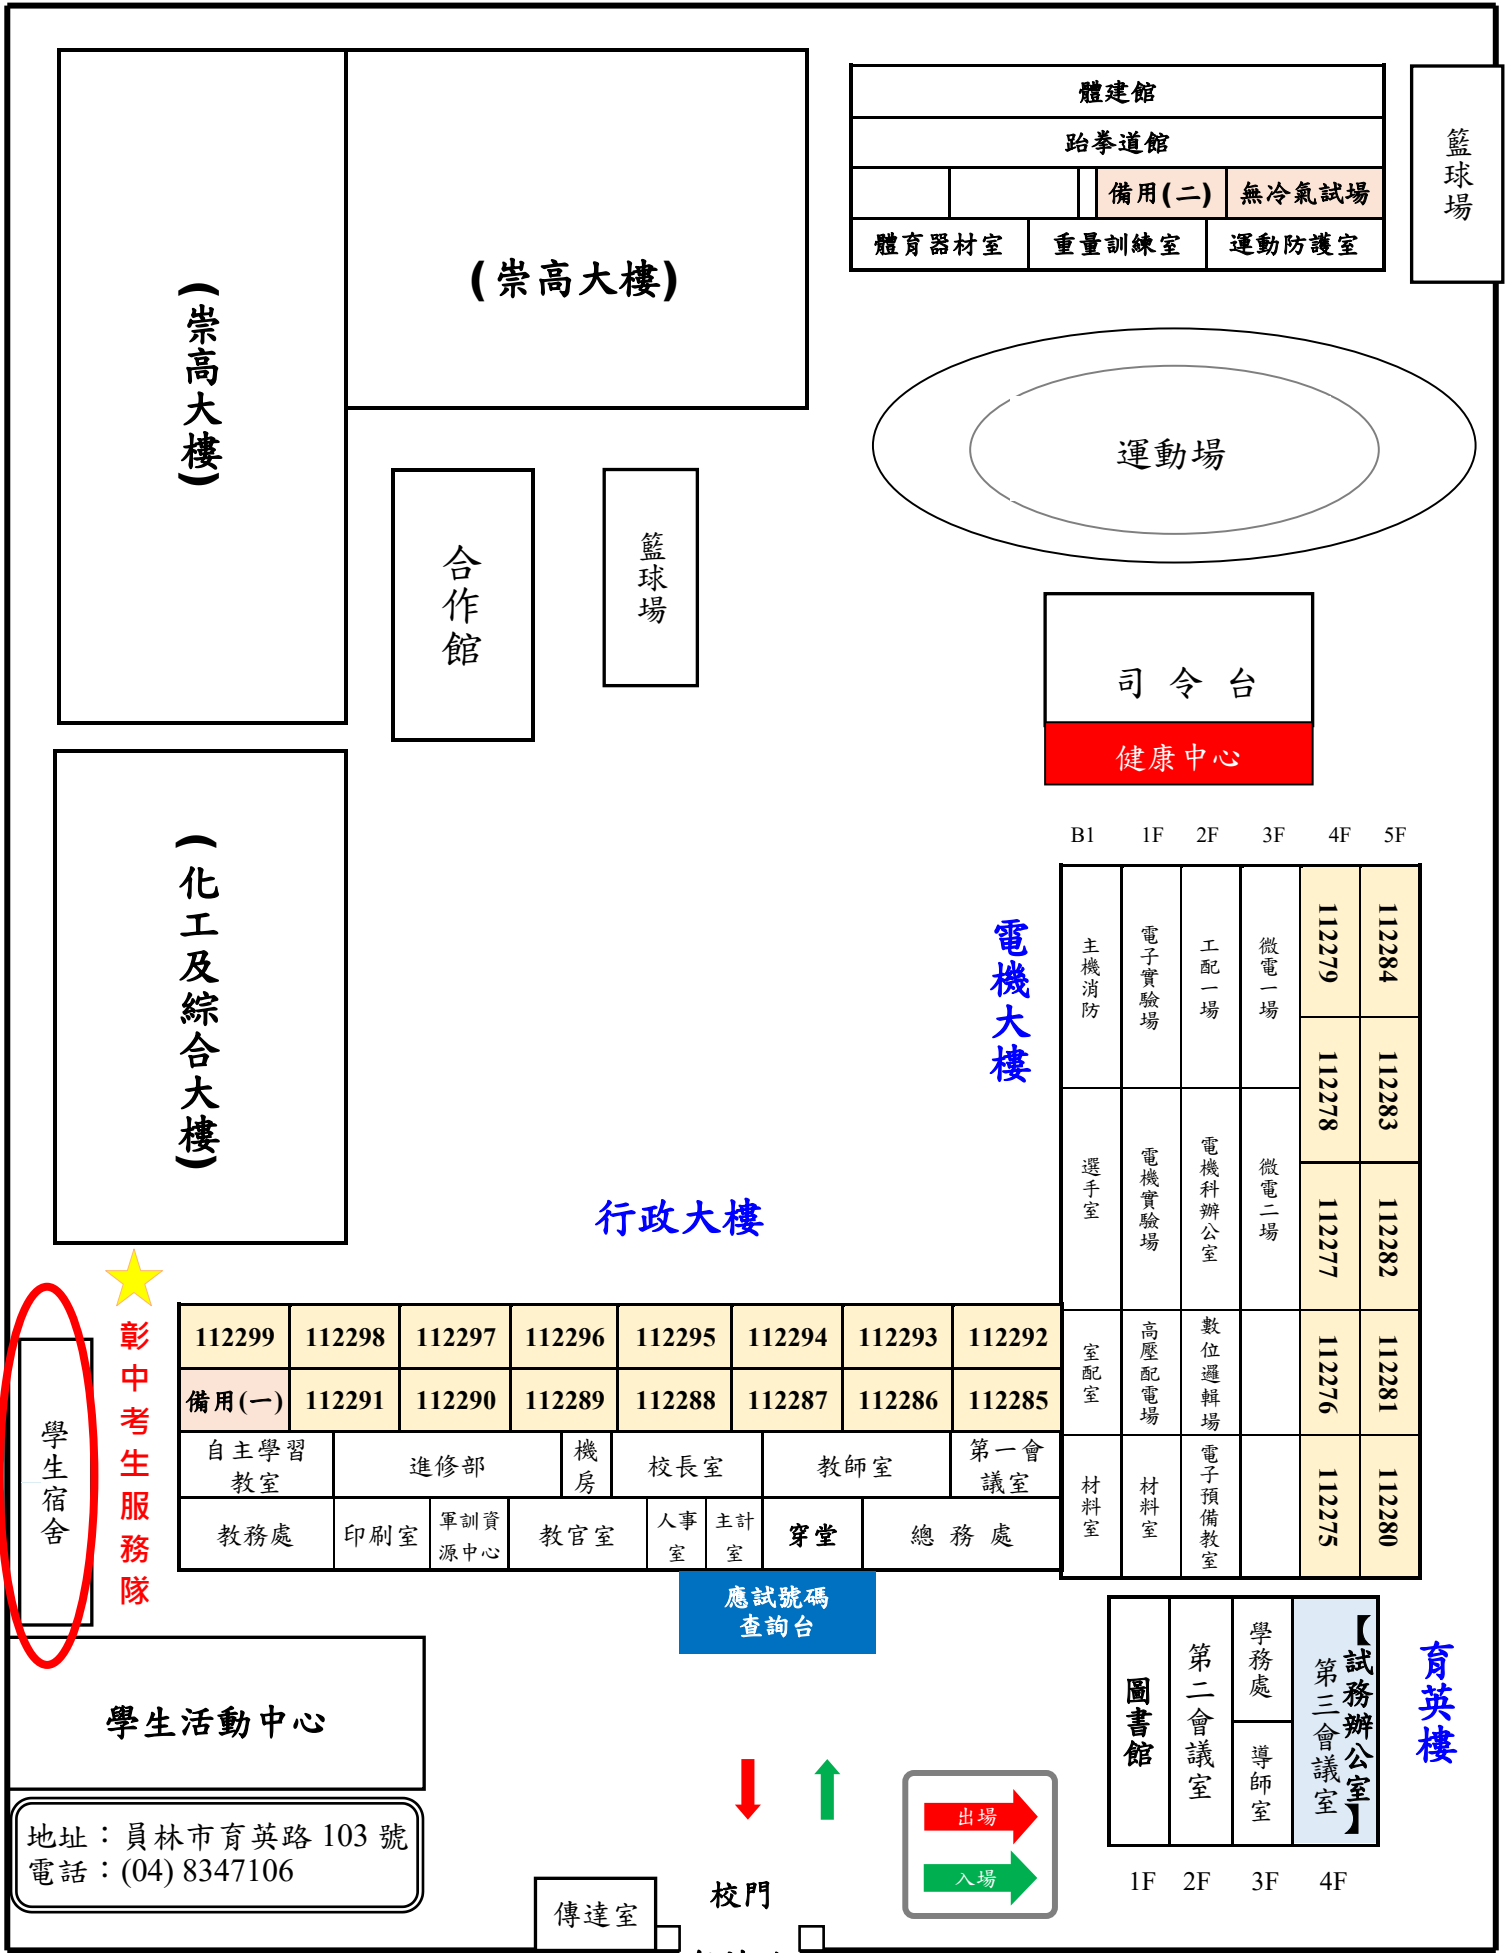 體建館
跆拳道館
備用(二)
無冷氣試場
體育器材室
重量訓練室
運動防護室
籃球場
(崇高大樓)
(崇高大樓)
運動場
合作館
籃球場
司令台
健康中心
(化工及綜合大樓)
電機大樓
B1 1F 2F 3F 4F 5F
主機消防
電子實驗場
工配一場
微電一場
112279
112284
112278
112283
選手室
電機實驗場
電機科辦公室
微電二場
112277
112282
室配室
高壓配電場
數位邏輯場
112276
112281
材料室
材料室
電子預備教室
112275
112280
行政大樓
112299 112298 112297 112296 112295 112294 112293 112292
備用(一) 112291 112290 112289 112288 112287 112286 112285
自主學習
教室
進修部
機房
校長室
教師室
第一會
議室
教務處
印刷室
軍訓資
源中心
教官室
人事
室
主計
室
穿堂
總務處
應試號碼
查詢台
彰中考生服務隊
學生宿舍
學生活動中心
地址：員林市育英路 103 號
電話：(04) 8347106
圖書館
第二會議室
學務處
導師室
第三會議室
【試務辦公室】
育英樓
1F 2F 3F 4F
出場
入場
校門
傳達室